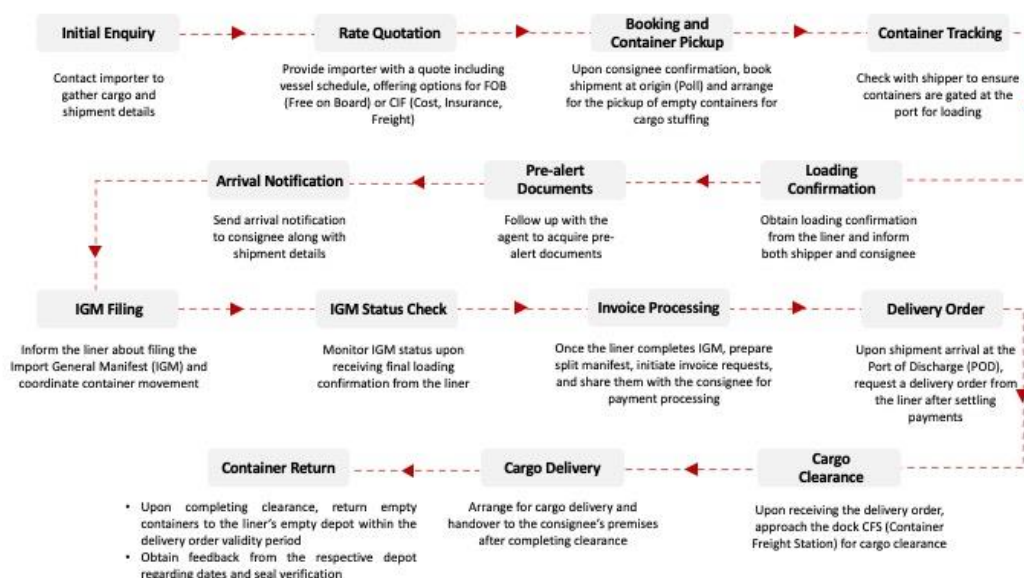 Initial Enquiry
Contact importer to
gather cargo and
shipment details
Rate Quotation
Provide importer with a quote including
vessel schedule, offering options for FOB
(Free on Board) or CIF (Cost, Insurance,
Freight)
Booking and
Container Pickup
Upon consignee confirmation, book
shipment at origin (Poll) and arrange
for the pickup of empty containers for
cargo stuffing
Container Tracking
Check with shipper to ensure
containers are gated at the
port for loading
Loading
Confirmation
Obtain loading confirmation
from the liner and inform
both shipper and consignee
Pre-alert
Documents
Follow up with the
agent to acquire pre-
alert documents
Arrival Notification
Send arrival notification
to consignee along with
shipment details
IGM Filing
Inform the liner about filing the
Import General Manifest (IGM) and
coordinate container movement
IGM Status Check
Monitor IGM status upon
receiving final loading
confirmation from the liner
Invoice Processing
Once the liner completes IGM, prepare
split manifest, initiate invoice requests,
and share them with the consignee for
payment processing
Delivery Order
Upon shipment arrival at the
Port of Discharge (POD),
request a delivery order from
the liner after settling
payments
Cargo
Clearance
Upon receiving the delivery order,
approach the dock CFS (Container
Freight Station) for cargo clearance
Cargo Delivery
Arrange for cargo delivery and
handover to the consignee's premises
after completing clearance
Container Return
• Upon completing clearance, return empty
containers to the liner's empty depot within the
delivery order validity period
• Obtain feedback from the respective depot
regarding dates and seal verification